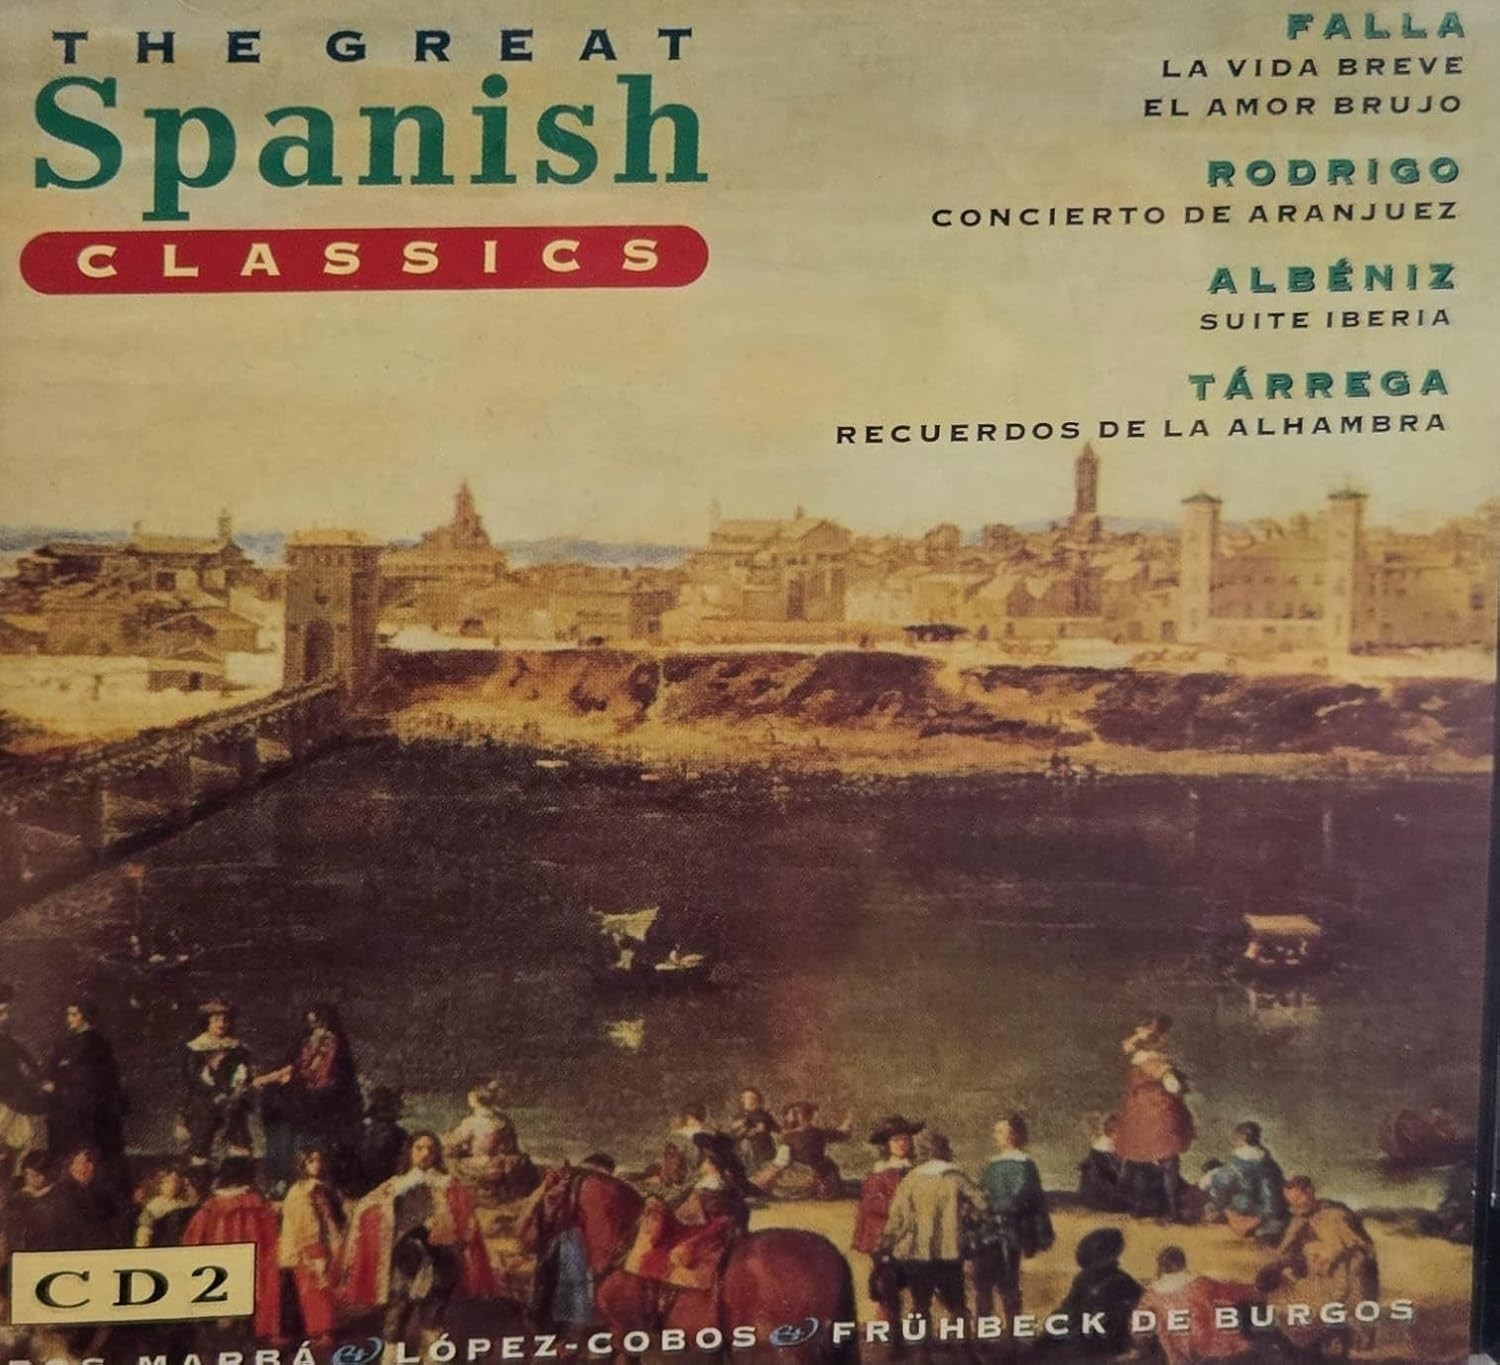 THE GREAT
Spanish
CLASSICS
FALLA
LA VIDA BREVE
EL AMOR BRUJO
RODRIGO
CONCIERTO DE ARANJUEZ
ALBÉNIZ
SUITE IBERIA
TÁRREGA
RECUERDOS DE LA ALHAMBRA
CD2
MARBÁ & LÓPEZ-COBOS & FRÜHBECK DE BURGOS